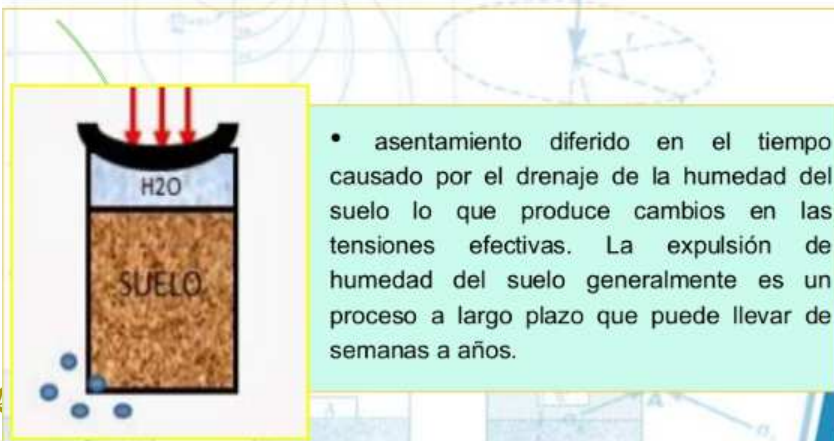 H2O
SUELO
• asentamiento diferido en el tiempo
causado por el drenaje de la humedad del
suelo lo que produce cambios en las
tensiones efectivas. La expulsión de
humedad del suelo generalmente es un
proceso a largo plazo que puede llevar de
semanas a años.